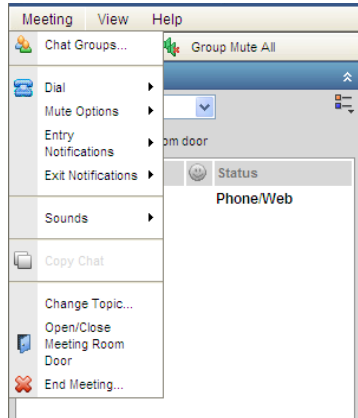 Meeting View Help
Chat Groups...
Group Mute All
Dial
Mute Options
Entry
Notifications
om door
Exit Notifications
Status
Phone/Web
Sounds
Copy Chat
Change Topic...
Open/Close
Meeting Room
Door
End Meeting...